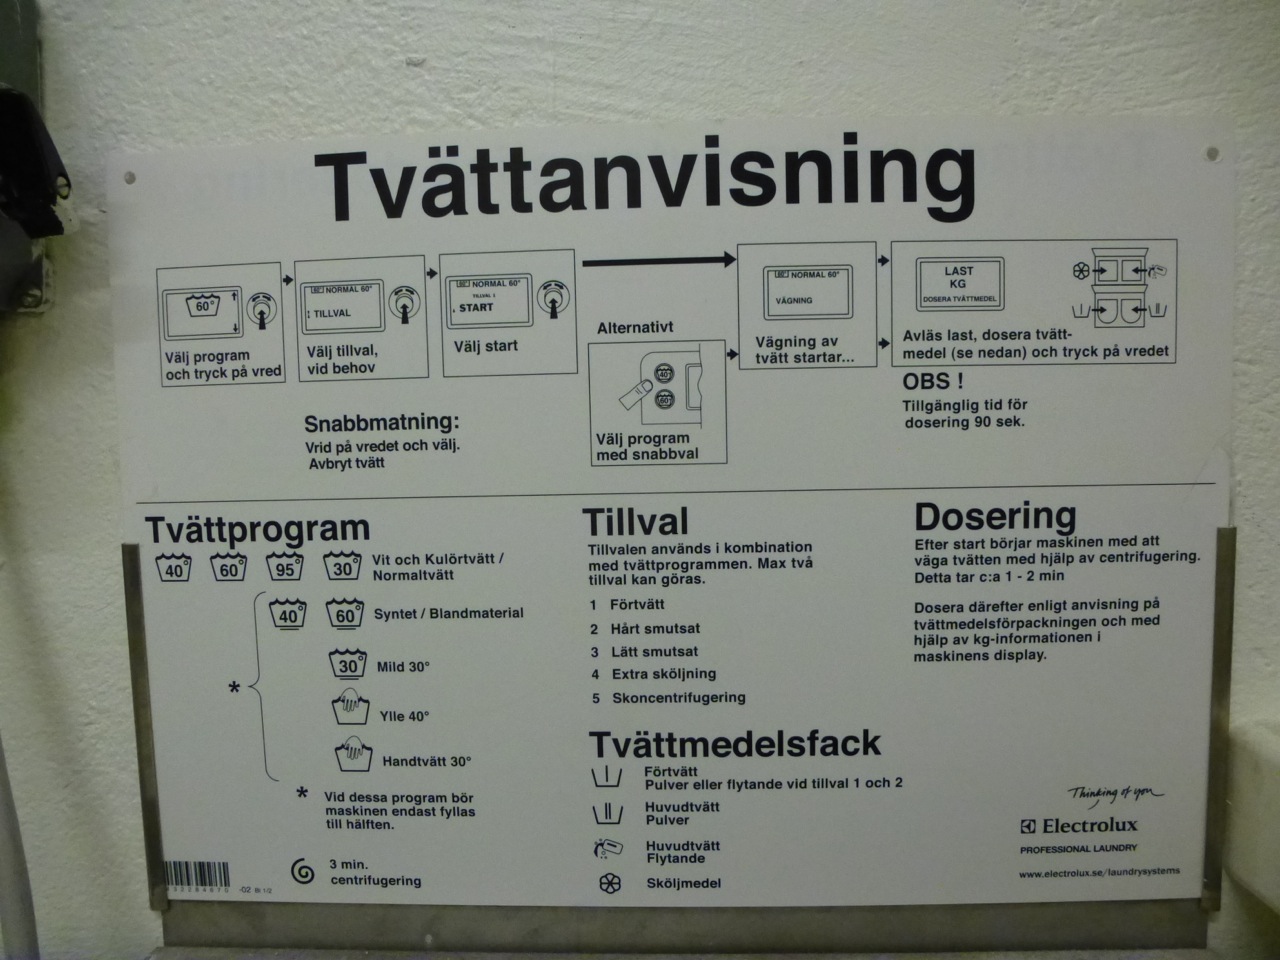 Tvättanvisning
60°
Välj program
och tryck på vred
60° NORMAL 60°
TILLVAL
Välj tillval,
vid behov
60° NORMAL 60°
TILLVAL 1
START
Välj start
Alternativt
40°
60°
Välj program
med snabbval
60° NORMAL 60°
VÄGNING
Vägning av
tvätt startar...
LAST
KG
DOSERA TVÄTTMEDEL
Avläs last, dosera tvätt-
medel (se nedan) och tryck på vredet
OBS !
Tillgänglig tid för
dosering 90 sek.
Snabbmatning:
Vrid på vredet och välj.
Avbryt tvätt
Tvättprogram
40° 60° 95° 30° Vit och Kulörtvätt /
Normaltvätt
40° 60° Syntet / Blandmaterial
30° Mild 30°
* Ylle 40°
Handtvätt 30°
* Vid dessa program bör
maskinen endast fyllas
till hälften.
3 min.
centrifugering
-02 Bl 1/2
Tillval
Tillvalen används i kombination
med tvättprogrammen. Max två
tillval kan göras.
1 Förtvätt
2 Hårt smutsat
3 Lätt smutsat
4 Extra sköljning
5 Skoncentrifugering
Tvättmedelsfack
Förtvätt
Pulver eller flytande vid tillval 1 och 2
Huvudtvätt
Pulver
Huvudtvätt
Flytande
Sköljmedel
Dosering
Efter start börjar maskinen med att
väga tvätten med hjälp av centrifugering.
Detta tar c:a 1 - 2 min
Dosera därefter enligt anvisning på
tvättmedelsförpackningen och med
hjälp av kg-informationen i
maskinens display.
Thinking of you
Electrolux
PROFESSIONAL LAUNDRY
www.electrolux.se/laundrysystems